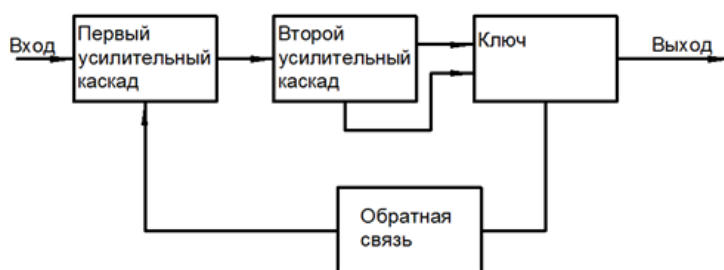 Вход
Первый
усилительный
каскад
Второй
усилительный
каскад
Ключ
Выход
Обратная
связь